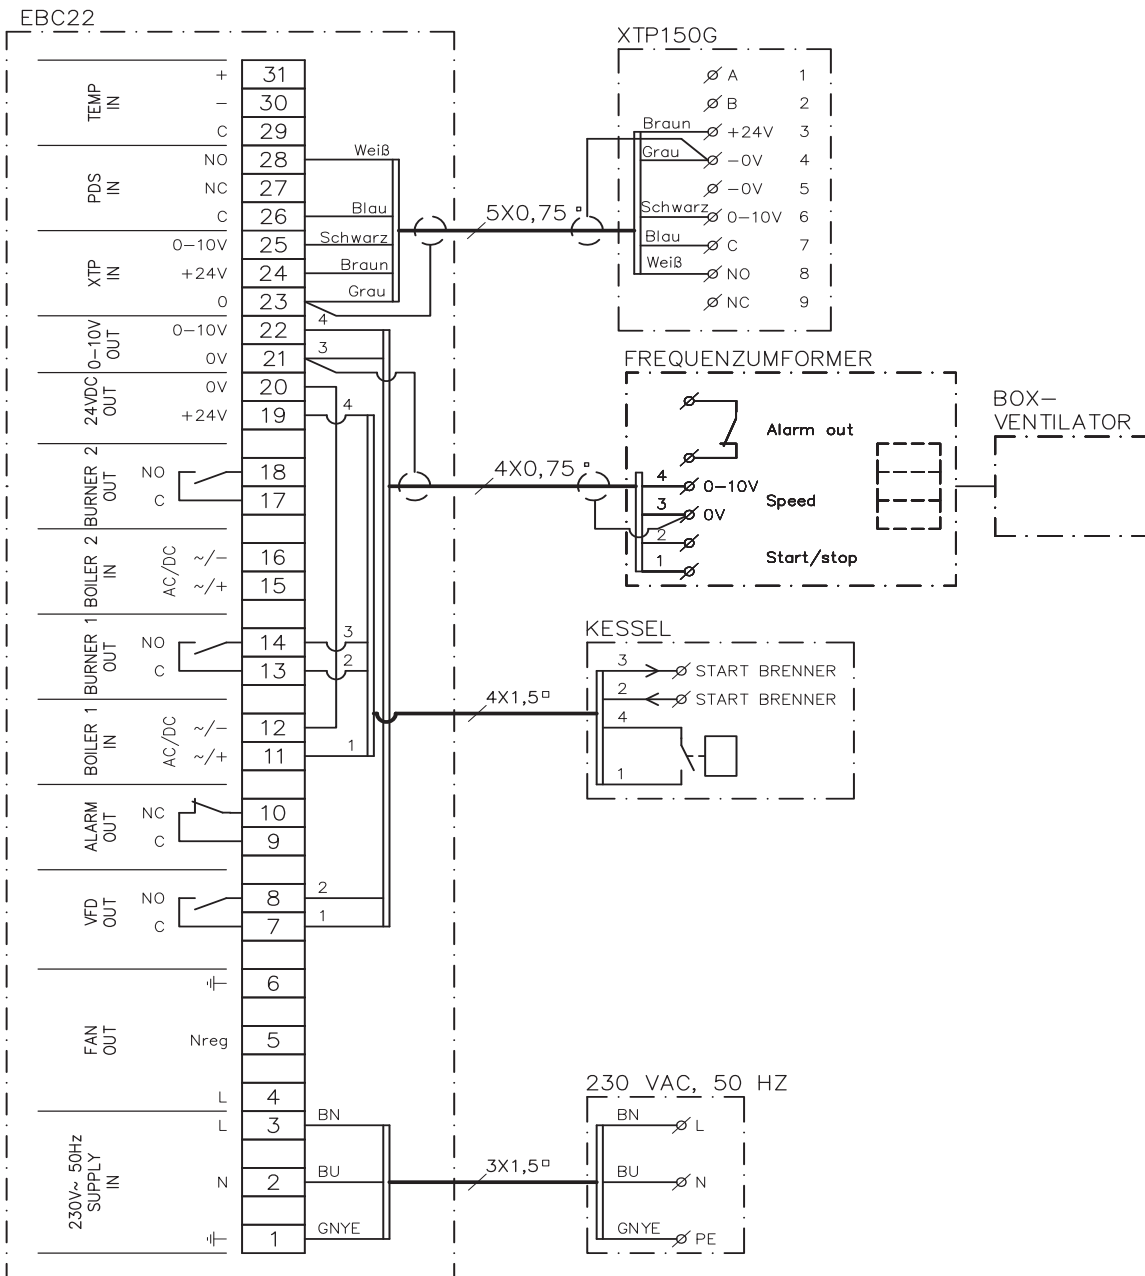 EBC22
TEMP IN
+ 31
− 30
C 29
PDS IN
NO 28 Weiß
NC 27
C 26 Blau
XTP IN
0−10V 25 Schwarz
+24V 24 Braun
0 23 Grau
0−10V OUT
0−10V 22 4
0V 21 3
24VDC OUT
0V 20
+24V 19 4
BURNER 2 OUT
NO 18
C 17
BOILER 2 IN
AC/DC
~/− 16
~/+ 15
BURNER 1 OUT
NO 14 3
C 13 2
BOILER 1 IN
AC/DC
~/− 12
~/+ 11 1
ALARM OUT
NC 10
C 9
VFD OUT
NO 8 2
C 7 1
FAN OUT
6
Nreg 5
L 4
230V~ 50Hz SUPPLY IN
L 3 BN
N 2 BU
1 GNYE
5X0,75
XTP150G
A 1
B 2
Braun +24V 3
Grau −0V 4
−0V 5
Schwarz 0−10V 6
Blau C 7
Weiß NO 8
NC 9
4X0,75
FREQUENZUMFORMER
Alarm out
4 0−10V
Speed
3 0V
2
Start/stop
1
BOX−
VENTILATOR
4X1,5
KESSEL
3 START BRENNER
2 START BRENNER
4
1
3X1,5
230 VAC, 50 HZ
BN L
BU N
GNYE PE